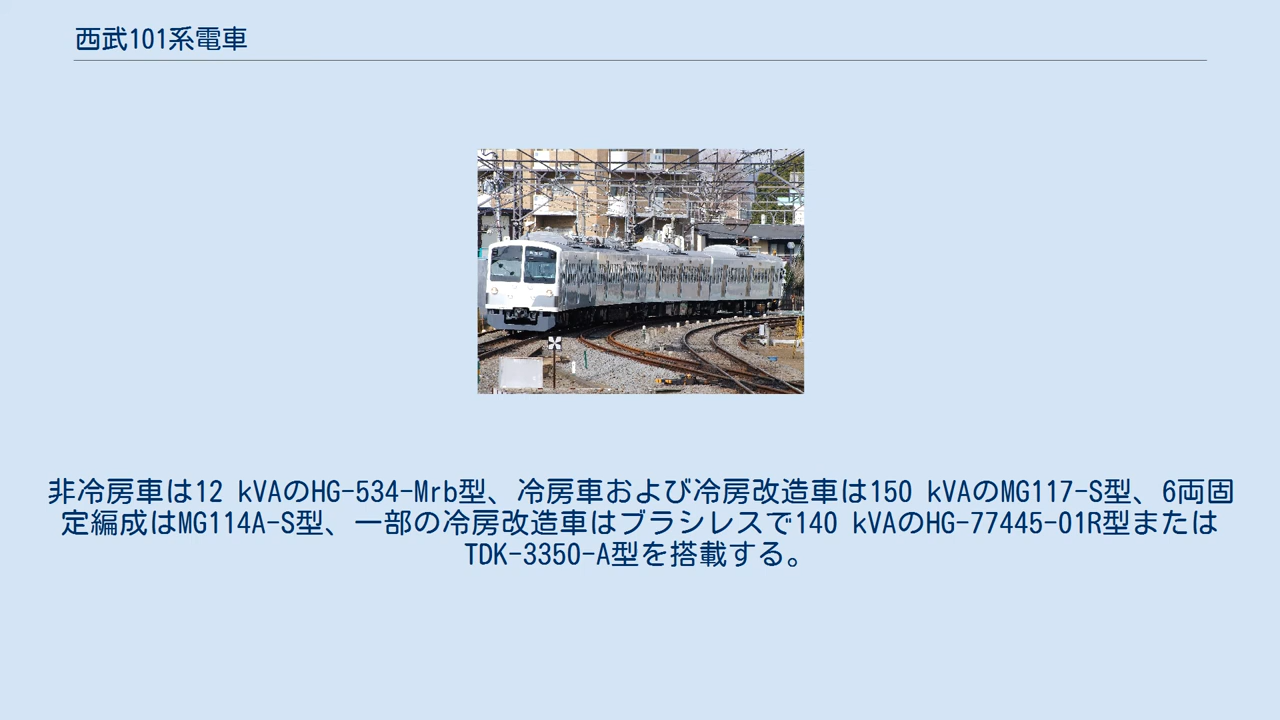 西武101系電車
非冷房車は12 kVAのHG-534-Mrb型、冷房車および冷房改造車は150 kVAのMG117-S型、6両固
定編成はMG114A-S型、一部の冷房改造車はブラシレスで140 kVAのHG-77445-01R型または
TDK-3350-A型を搭載する。